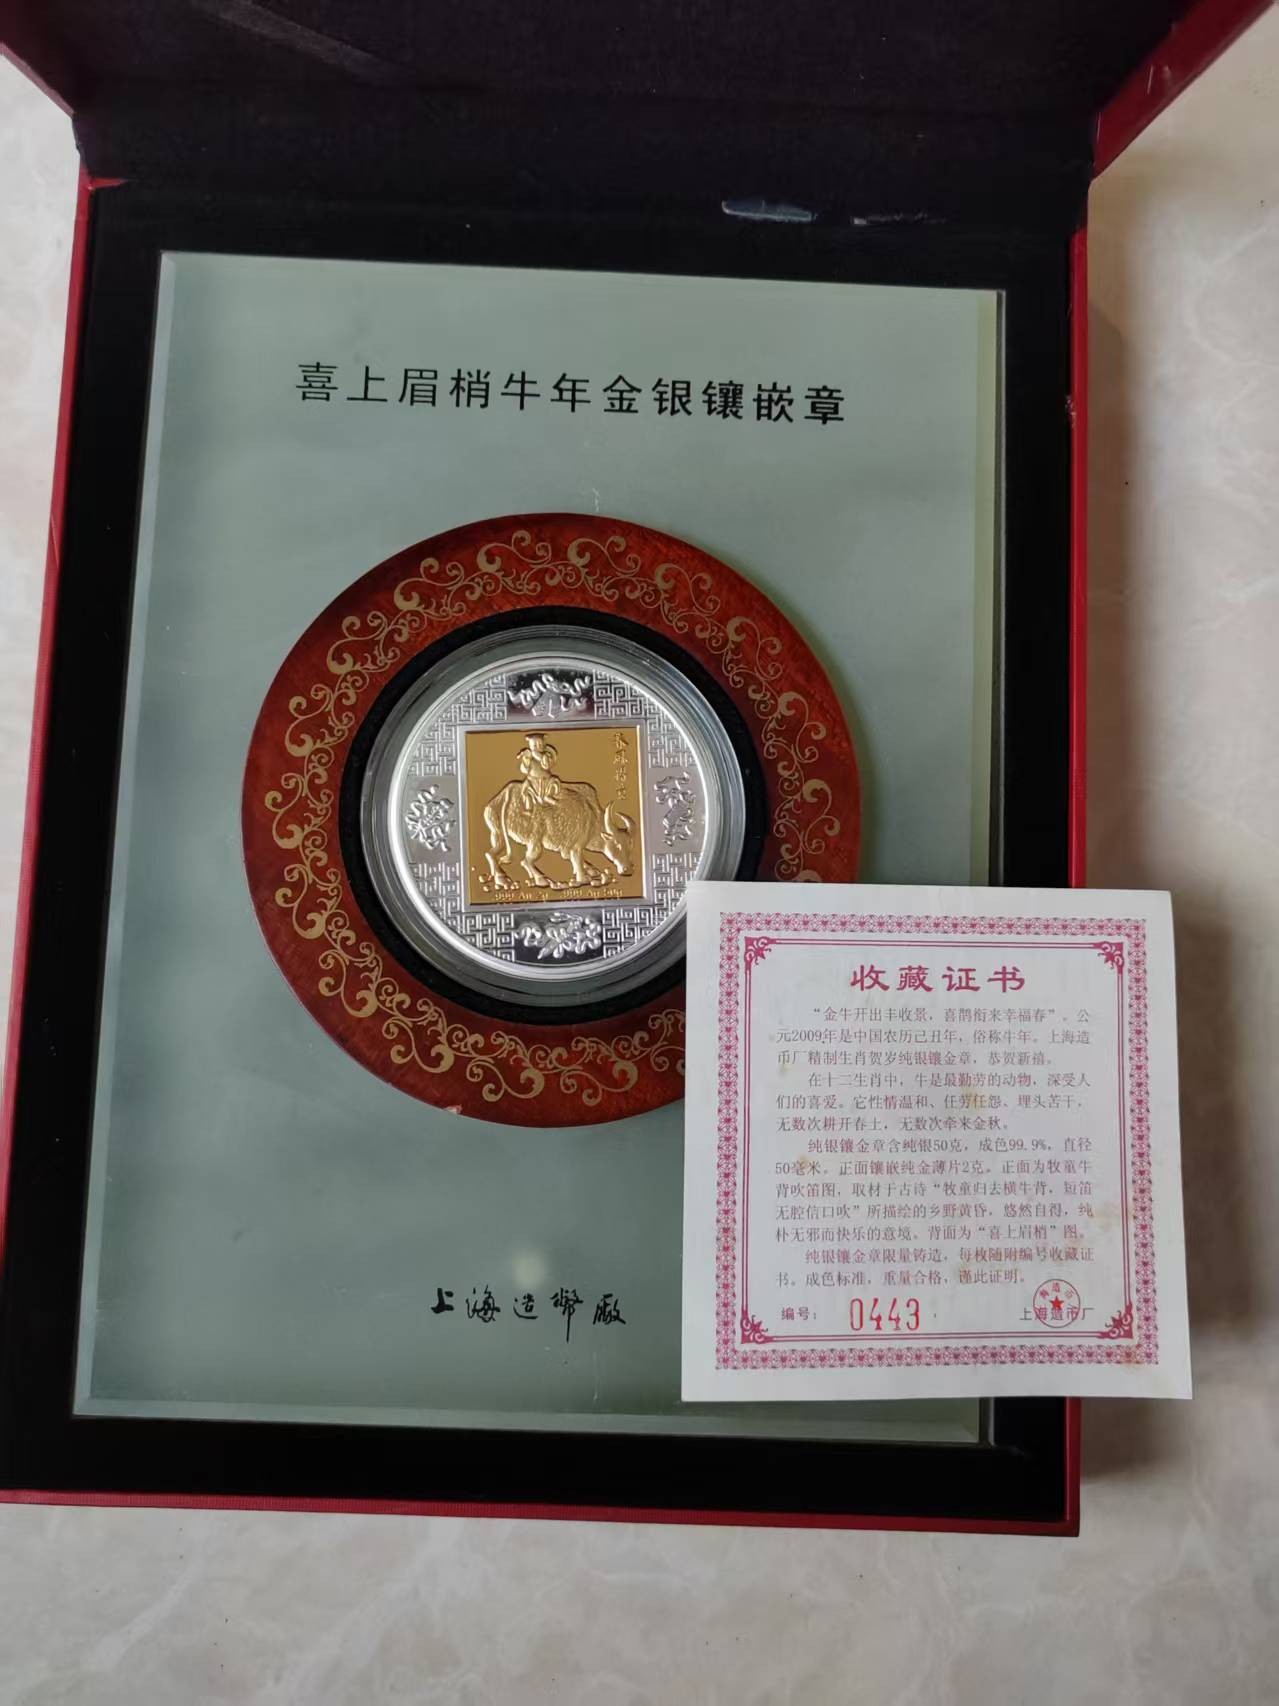 喜上眉梢牛年金银镶嵌章
.999 Au 2g .999 Ag 50g
上海造幣廠
收藏证书
“金牛开出丰收景，喜鹊衔来幸福春”。公
元2009年是中国农历己丑年，俗称牛年。上海造
币厂精制生肖贺岁纯银镶金章，恭贺新禧。
在十二生肖中，牛是最勤劳的动物，深受人
们的喜爱。它性情温和、任劳任怨、埋头苦干，
无数次耕开春土，无数次牵来金秋。
纯银镶金章含纯银50克，成色99.9%，直径
50毫米。正面镶嵌纯金薄片2克。正面为牧童牛
背吹笛图，取材于古诗“牧童归去横牛背，短笛
无腔信口吹”所描绘的乡野黄昏，悠然自得，纯
朴无邪而快乐的意境。背面为“喜上眉梢”图。
纯银镶金章限量铸造，每枚随附编号收藏证
书。成色标准，重量合格，谨此证明。
编号： 0443 上海造币厂